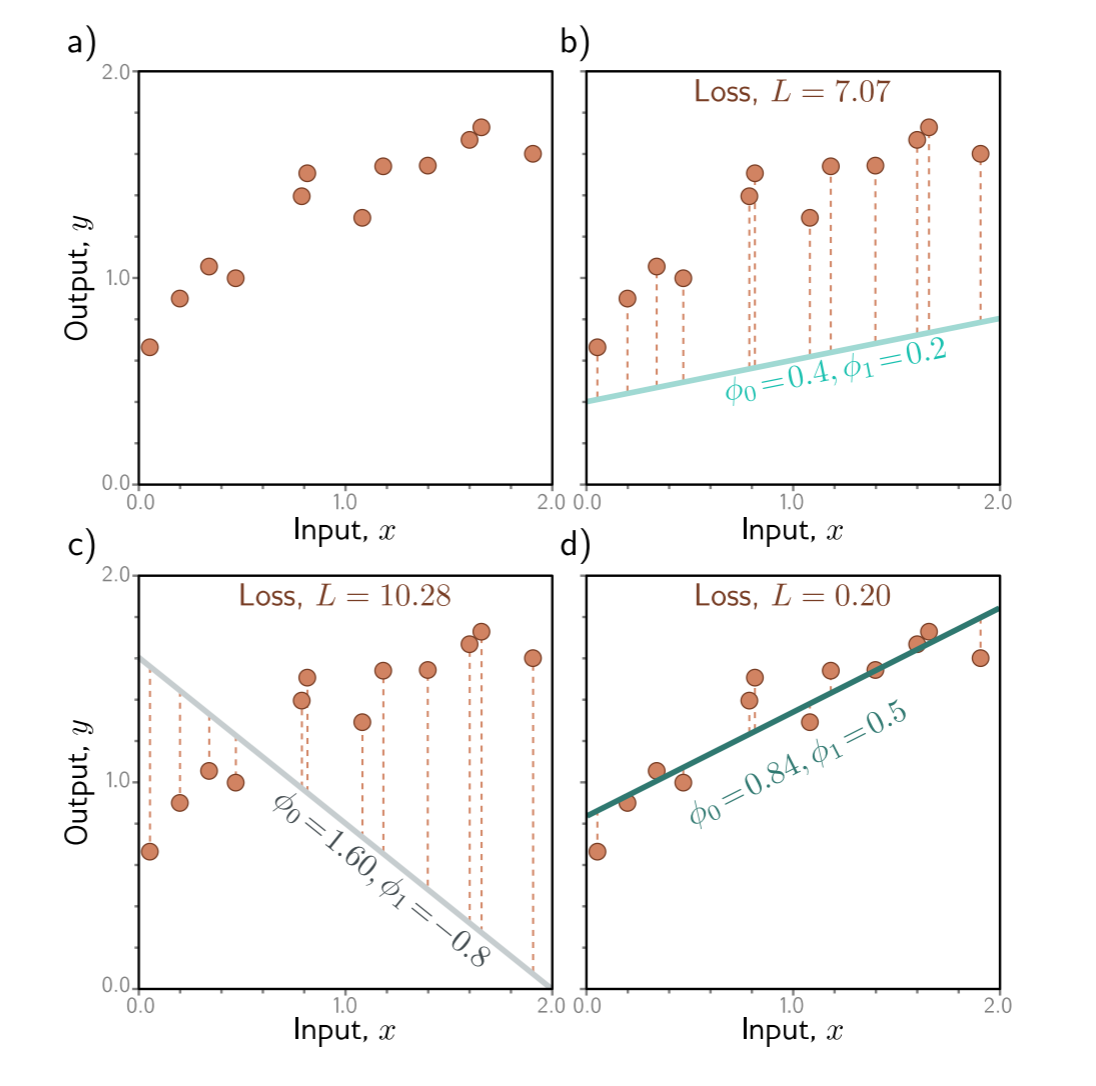 a)
2.0
1.0
0.0
Output, y
0.0 1.0 2.0
Input, x
b)
Loss, L = 7.07
ϕ₀=0.4, ϕ₁=0.2
0.0 1.0 2.0
Input, x
c)
2.0
1.0
0.0
Output, y
Loss, L = 10.28
ϕ₀=1.60, ϕ₁=−0.8
0.0 1.0 2.0
Input, x
d)
Loss, L = 0.20
ϕ₀=0.84, ϕ₁=0.5
0.0 1.0 2.0
Input, x